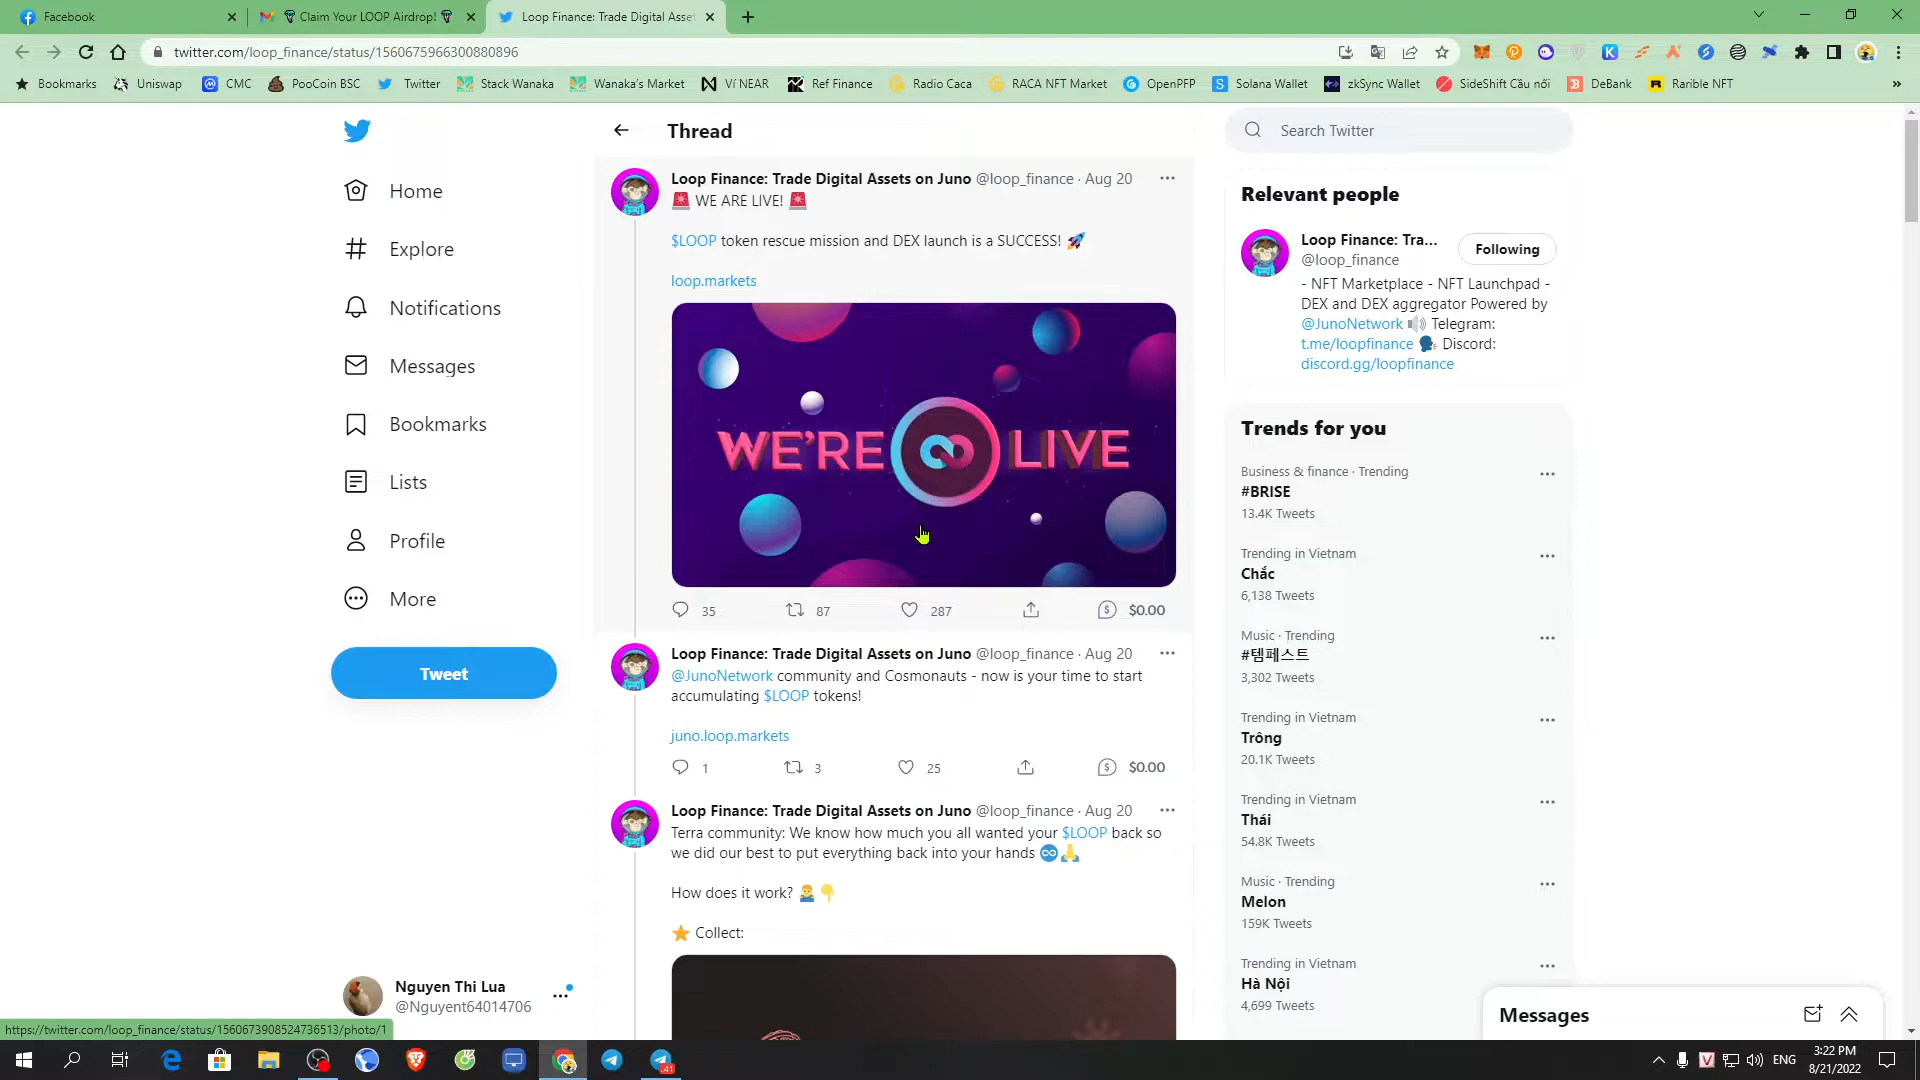 Facebook
Claim Your LOOP Airdrop!
Loop Finance: Trade Digital Asset
twitter.com/loop_finance/status/1560675966300880896
Bookmarks
Uniswap
CMC
PooCoin BSC
Twitter
Stack Wanaka
Wanaka's Market
Ví NEAR
Ref Finance
Radio Caca
RACA NFT Market
OpenPFP
Solana Wallet
zkSync Wallet
SideShift Cầu nối
DeBank
Rarible NFT
»
Home
Explore
Notifications
Messages
Bookmarks
Lists
Profile
More
Tweet
Nguyen Thi Lua
@Nguyent64014706
https://twitter.com/loop_finance/status/1560673908524736513/photo/1
Thread
Loop Finance: Trade Digital Assets on Juno @loop_finance · Aug 20
🚨 WE ARE LIVE! 🚨
$LOOP token rescue mission and DEX launch is a SUCCESS! 🚀
loop.markets
WE'RE LIVE
35 87 287 $0.00
Loop Finance: Trade Digital Assets on Juno @loop_finance · Aug 20
@JunoNetwork community and Cosmonauts - now is your time to start
accumulating $LOOP tokens!
juno.loop.markets
1 3 25 $0.00
Loop Finance: Trade Digital Assets on Juno @loop_finance · Aug 20
Terra community: We know how much you all wanted your $LOOP back so
we did our best to put everything back into your hands ♾️🙏
How does it work? 🤷‍♂️👇
⭐ Collect:
Search Twitter
Relevant people
Loop Finance: Tra...
@loop_finance
Following
- NFT Marketplace - NFT Launchpad -
DEX and DEX aggregator Powered by
@JunoNetwork 🔊 Telegram:
t.me/loopfinance 🗣️ Discord:
discord.gg/loopfinance
Trends for you
Business & finance · Trending
#BRISE
13.4K Tweets
Trending in Vietnam
Chắc
6,138 Tweets
Music · Trending
#템페스트
3,302 Tweets
Trending in Vietnam
Trông
20.1K Tweets
Trending in Vietnam
Thái
54.8K Tweets
Music · Trending
Melon
159K Tweets
Trending in Vietnam
Hà Nội
4,699 Tweets
Messages
41
ENG
3:22 PM
8/21/2022